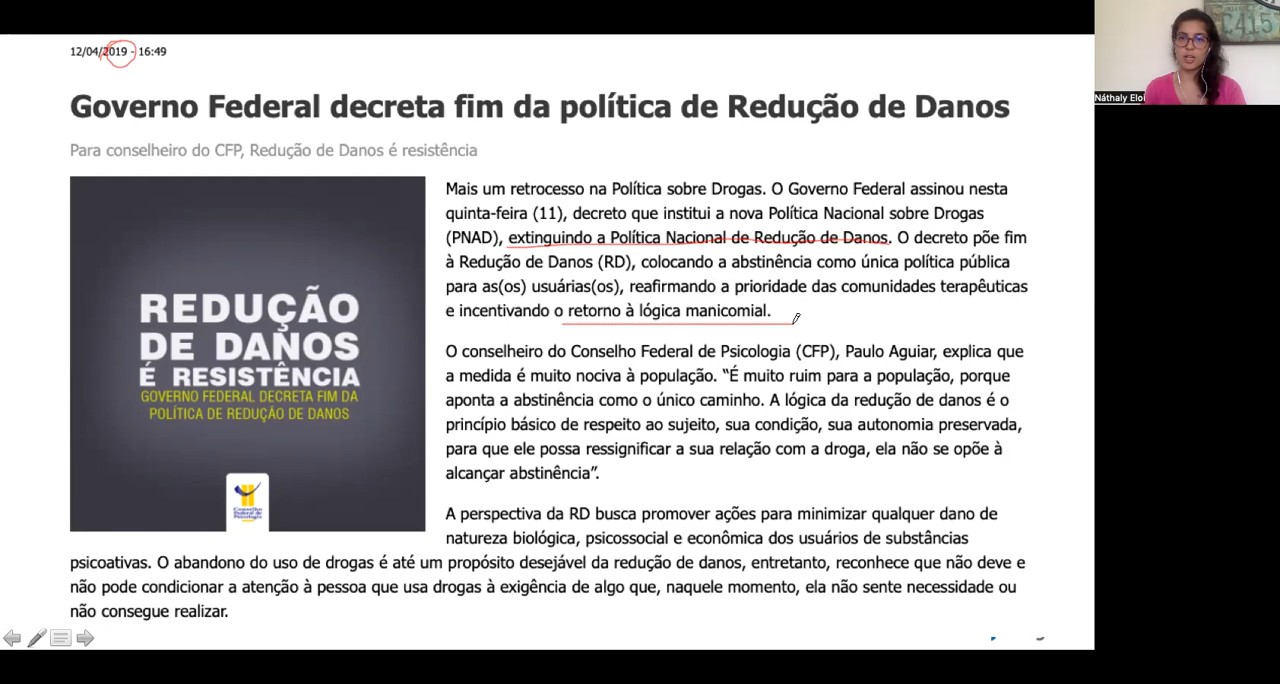 12/04/2019 - 16:49
Governo Federal decreta fim da política de Redução de Danos
Para conselheiro do CFP, Redução de Danos é resistência
REDUÇÃO
DE DANOS
É RESISTÊNCIA
GOVERNO FEDERAL DECRETA FIM DA
POLÍTICA DE REDUÇÃO DE DANOS
Conselho
Federal de
Psicologia
Mais um retrocesso na Política sobre Drogas. O Governo Federal assinou nesta
quinta-feira (11), decreto que institui a nova Política Nacional sobre Drogas
(PNAD), extinguindo a Política Nacional de Redução de Danos. O decreto põe fim
à Redução de Danos (RD), colocando a abstinência como única política pública
para as(os) usuárias(os), reafirmando a prioridade das comunidades terapêuticas
e incentivando o retorno à lógica manicomial.
O conselheiro do Conselho Federal de Psicologia (CFP), Paulo Aguiar, explica que
a medida é muito nociva à população. “É muito ruim para a população, porque
aponta a abstinência como o único caminho. A lógica da redução de danos é o
princípio básico de respeito ao sujeito, sua condição, sua autonomia preservada,
para que ele possa ressignificar a sua relação com a droga, ela não se opõe à
alcançar abstinência”.
A perspectiva da RD busca promover ações para minimizar qualquer dano de
natureza biológica, psicossocial e econômica dos usuários de substâncias
psicoativas. O abandono do uso de drogas é até um propósito desejável da redução de danos, entretanto, reconhece que não deve e
não pode condicionar a atenção à pessoa que usa drogas à exigência de algo que, naquele momento, ela não sente necessidade ou
não consegue realizar.
C4157
Náthaly Eloi